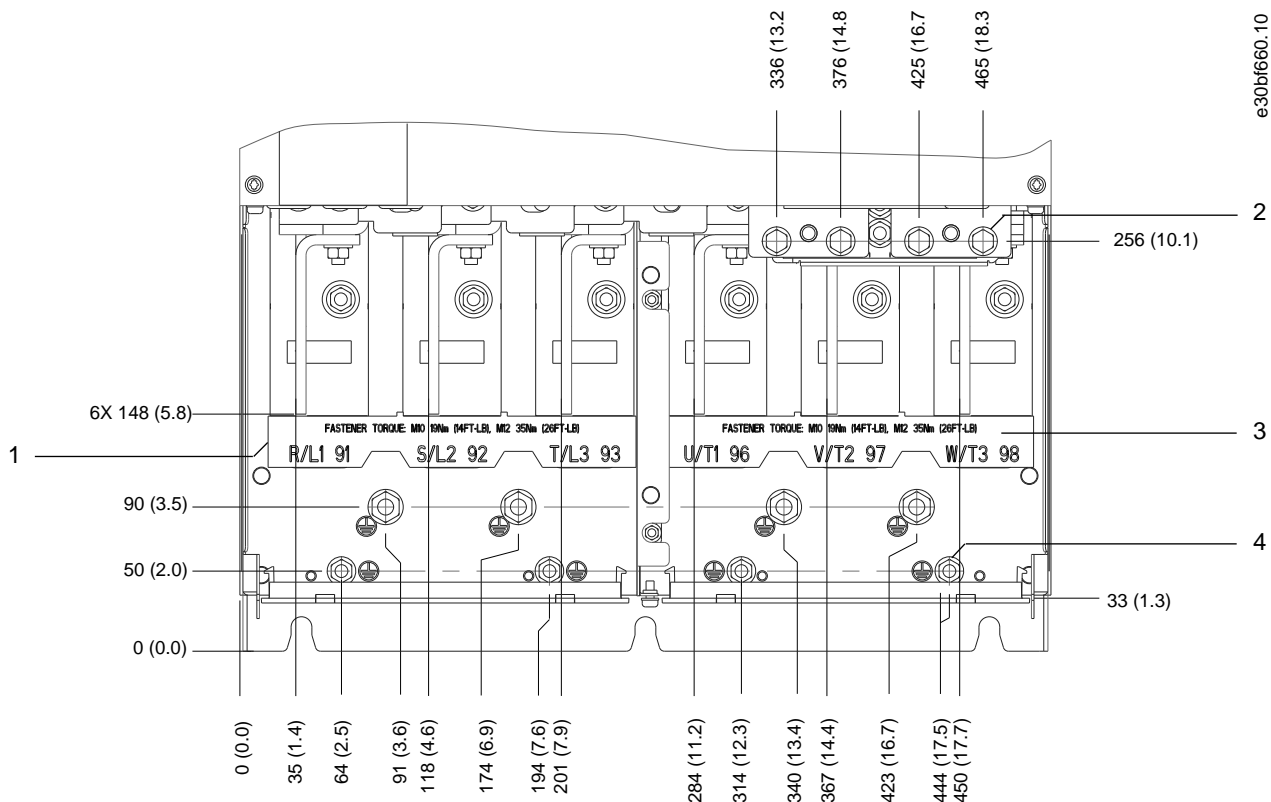 336 (13.2
376 (14.8
425 (16.7
465 (18.3
e30bf660.10
2
256 (10.1)
6X 148 (5.8)
FASTENER TORQUE: M10 19Nm (14FT-LB), M12 35Nm (26FT-LB)
FASTENER TORQUE: M10 19Nm (14FT-LB), M12 35Nm (26FT-LB)
3
1
R/L1 91
S/L2 92
T/L3 93
U/T1 96
V/T2 97
W/T3 98
90 (3.5)
4
50 (2.0)
33 (1.3)
0 (0.0)
0 (0.0)
35 (1.4)
64 (2.5)
91 (3.6)
118 (4.6)
174 (6.9)
194 (7.6)
201 (7.9)
284 (11.2)
314 (12.3)
340 (13.4)
367 (14.4)
423 (16.7)
444 (17.5)
450 (17.7)